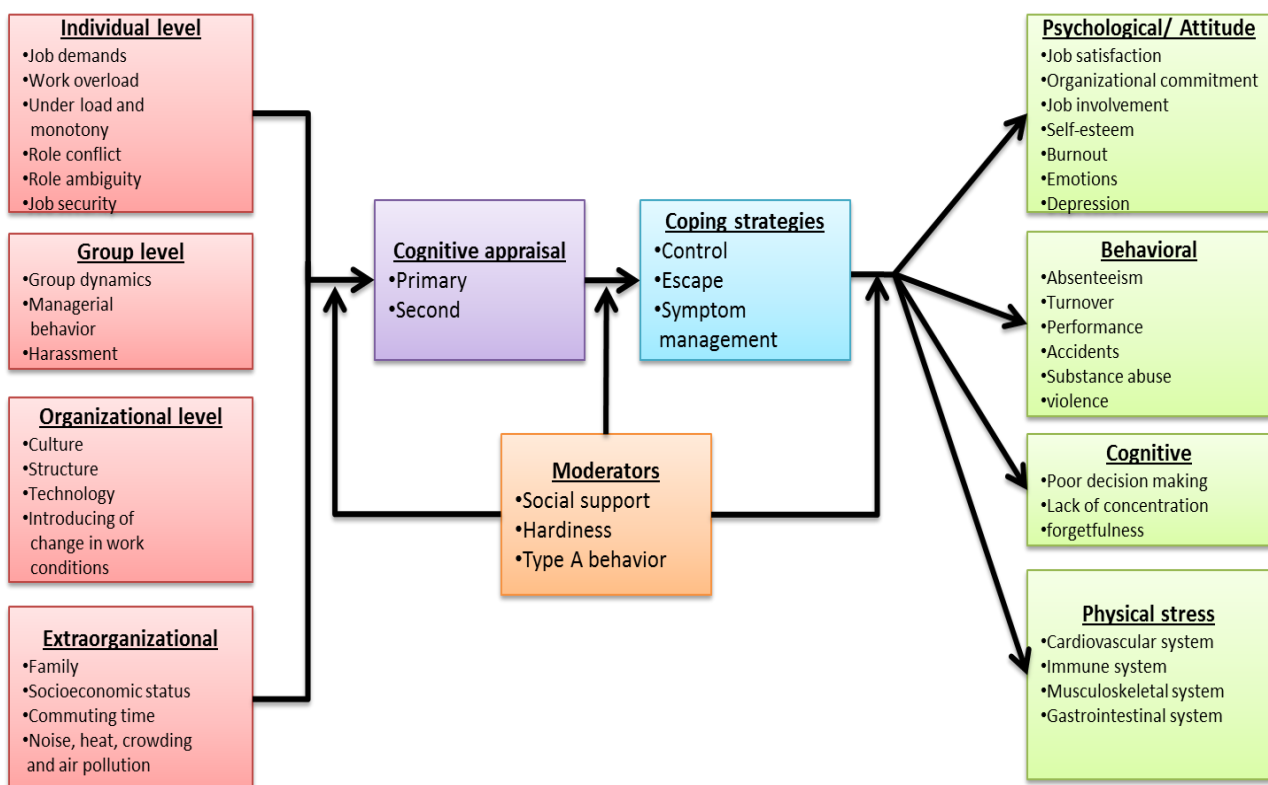 Individual level
•Job demands
•Work overload
•Under load and
monotony
•Role conflict
•Role ambiguity
•Job security
Group level
•Group dynamics
•Managerial
behavior
•Harassment
Organizational level
•Culture
•Structure
•Technology
•Introducing of
change in work
conditions
Extraorganizational
•Family
•Socioeconomic status
•Commuting time
•Noise, heat, crowding
and air pollution
Cognitive appraisal
•Primary
•Second
Coping strategies
•Control
•Escape
•Symptom
management
Moderators
•Social support
•Hardiness
•Type A behavior
Psychological/ Attitude
•Job satisfaction
•Organizational commitment
•Job involvement
•Self-esteem
•Burnout
•Emotions
•Depression
Behavioral
•Absenteeism
•Turnover
•Performance
•Accidents
•Substance abuse
•violence
Cognitive
•Poor decision making
•Lack of concentration
•forgetfulness
Physical stress
•Cardiovascular system
•Immune system
•Musculoskeletal system
•Gastrointestinal system